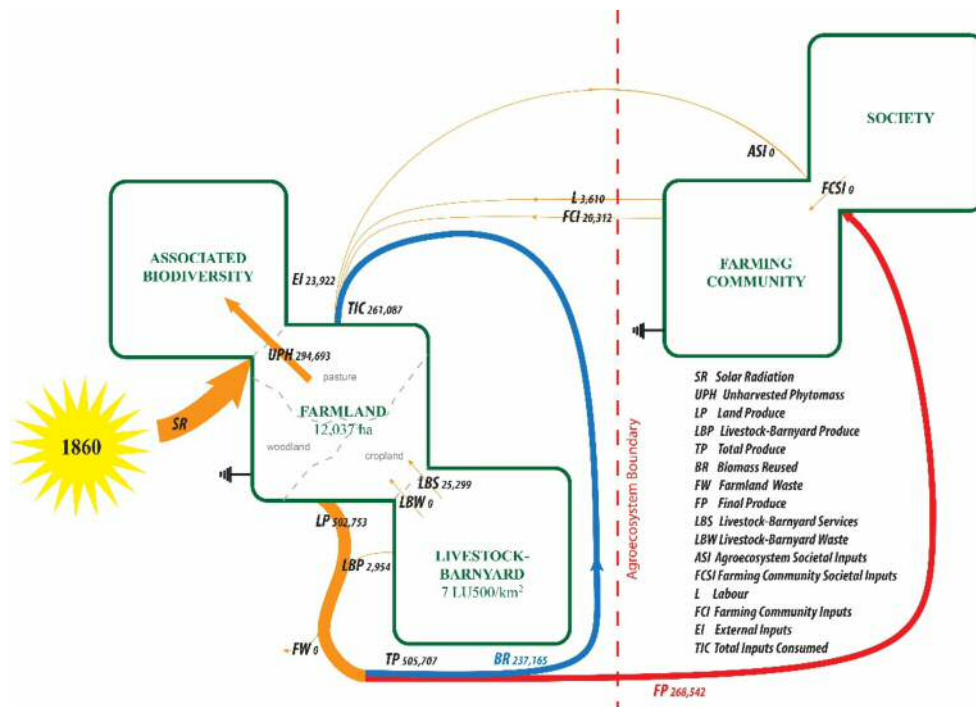 SOCIETY
ASI 0
FCSI 0
L 3,610
FCI 20,312
ASSOCIATED
BIODIVERSITY
FARMING
COMMUNITY
EI 23,922
TIC 261,087
UPH 294,693
pasture
SR
1860
FARMLAND
12,037 ha
woodland
cropland
LBS 25,299
LBW 0
LP 502,753
LBP 2,954
LIVESTOCK-
BARNYARD
7 LU500/km²
FW 0
TP 505,707
BR 237,165
FP 268,542
Agroecosystem Boundary
SR Solar Radiation
UPH Unharvested Phytomass
LP Land Produce
LBP Livestock-Barnyard Produce
TP Total Produce
BR Biomass Reused
FW Farmland Waste
FP Final Produce
LBS Livestock-Barnyard Services
LBW Livestock-Barnyard Waste
ASI Agroecosystem Societal Inputs
FCSI Farming Community Societal Inputs
L Labour
FCI Farming Community Inputs
EI External Inputs
TIC Total Inputs Consumed